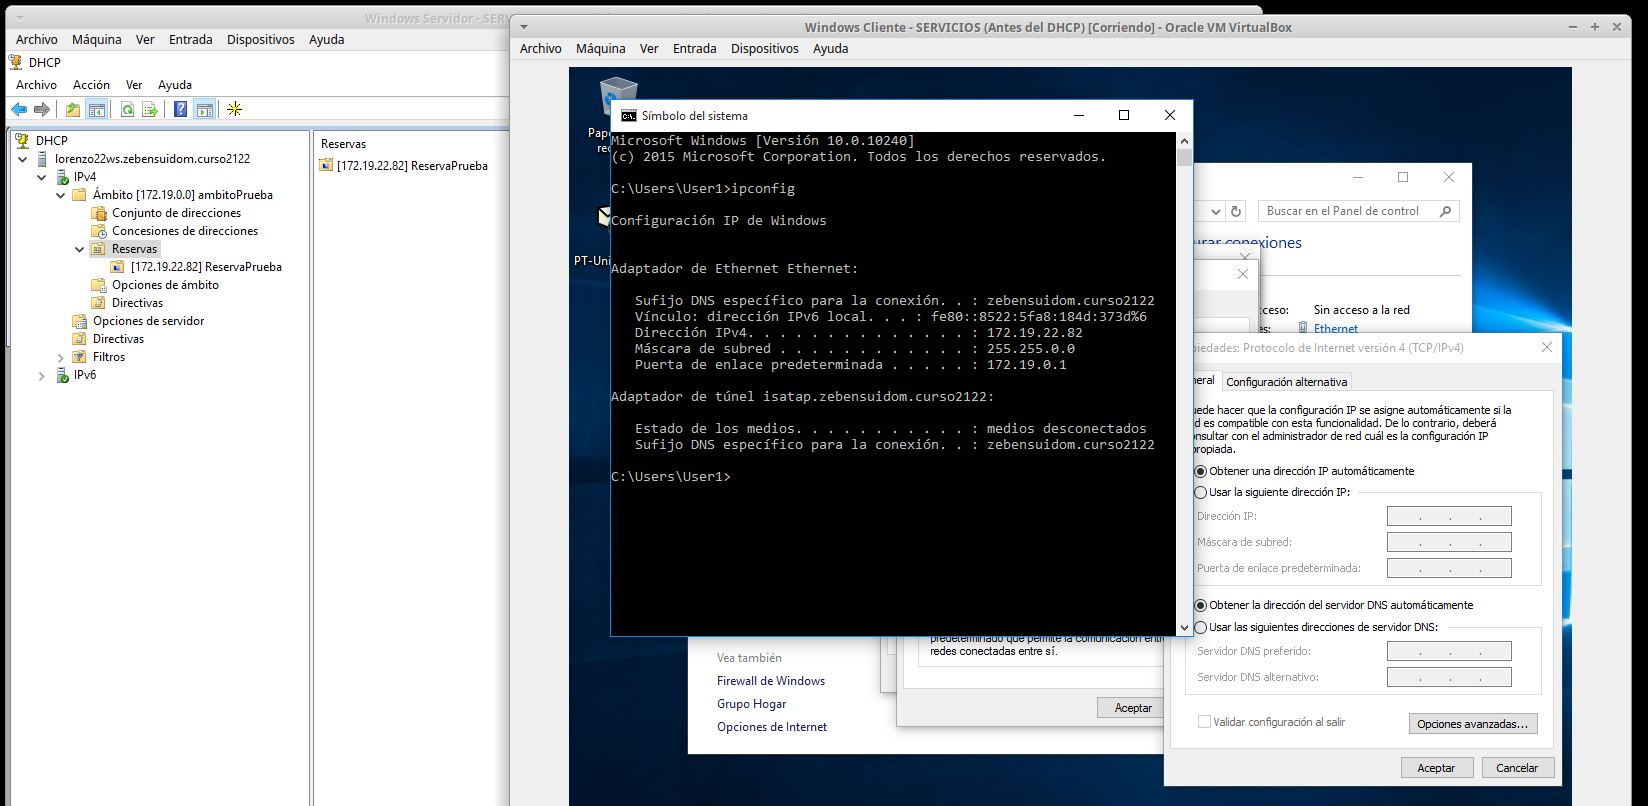 Windows Servidor - SERV
Archivo Máquina Ver Entrada Dispositivos Ayuda
DHCP
Archivo Acción Ver Ayuda
DHCP
lorenzo22ws.zebensuidom.curso2122
IPv4
Ámbito [172.19.0.0] ambitoPrueba
Conjunto de direcciones
Concesiones de direcciones
Reservas
[172.19.22.82] ReservaPrueba
Opciones de ámbito
Directivas
Opciones de servidor
Directivas
Filtros
IPv6
Reservas
[172.19.22.82] ReservaPrueba
Windows Cliente - SERVICIOS (Antes del DHCP) [Corriendo] - Oracle VM VirtualBox
Archivo Máquina Ver Entrada Dispositivos Ayuda
Pap
rec
PT-Uni
Símbolo del sistema
Microsoft Windows [Versión 10.0.10240]
(c) 2015 Microsoft Corporation. Todos los derechos reservados.
C:\Users\User1>ipconfig
Configuración IP de Windows
Adaptador de Ethernet Ethernet:
Sufijo DNS específico para la conexión. . : zebensuidom.curso2122
Vínculo: dirección IPv6 local. . . : fe80::8522:5fa8:184d:373d%6
Dirección IPv4. . . . . . . . . . . . . . : 172.19.22.82
Máscara de subred . . . . . . . . . . . . : 255.255.0.0
Puerta de enlace predeterminada . . . . . : 172.19.0.1
Adaptador de túnel isatap.zebensuidom.curso2122:
Estado de los medios. . . . . . . . . . . : medios desconectados
Sufijo DNS específico para la conexión. . : zebensuidom.curso2122
C:\Users\User1>
Buscar en el Panel de control
urar conexiones
cceso: Sin acceso a la red
es: Ethernet
piedades: Protocolo de Internet versión 4 (TCP/IPv4)
neral Configuración alternativa
uede hacer que la configuración IP se asigne automáticamente si la
d es compatible con esta funcionalidad. De lo contrario, deberá
onsultar con el administrador de red cuál es la configuración IP
propiada.
Obtener una dirección IP automáticamente
Usar la siguiente dirección IP:
Dirección IP:
Máscara de subred:
Puerta de enlace predeterminada:
Obtener la dirección del servidor DNS automáticamente
Usar las siguientes direcciones de servidor DNS:
Servidor DNS preferido:
Servidor DNS alternativo:
Validar configuración al salir
Opciones avanzadas...
Aceptar Cancelar
predeterminado que permite la comunicación entre
redes conectadas entre sí.
Aceptar
Vea también
Firewall de Windows
Grupo Hogar
Opciones de Internet